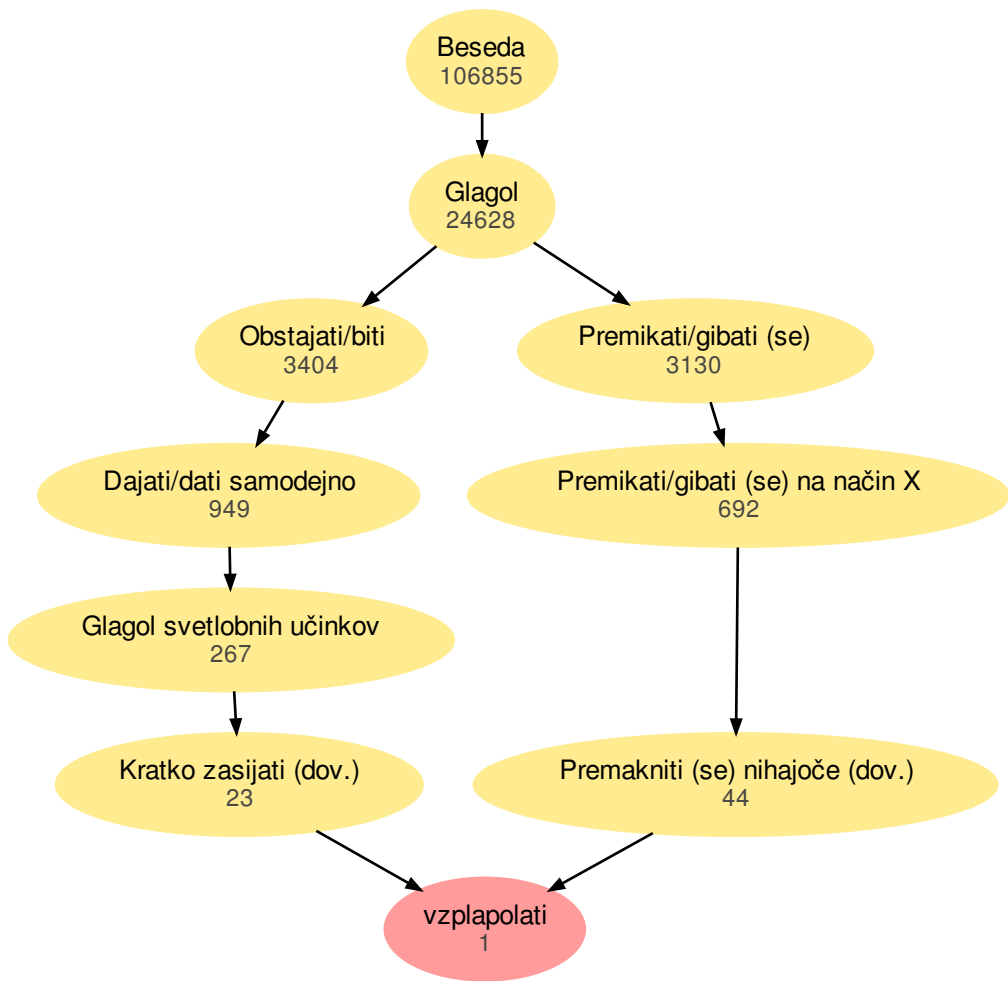 Beseda
106855
Glagol
24628
Obstajati/biti
3404
Premikati/gibati (se)
3130
Dajati/dati samodejno
949
Premikati/gibati (se) na način X
692
Glagol svetlobnih učinkov
267
Kratko zasijati (dov.)
23
Premakniti (se) nihajoče (dov.)
44
vzplapolati
1